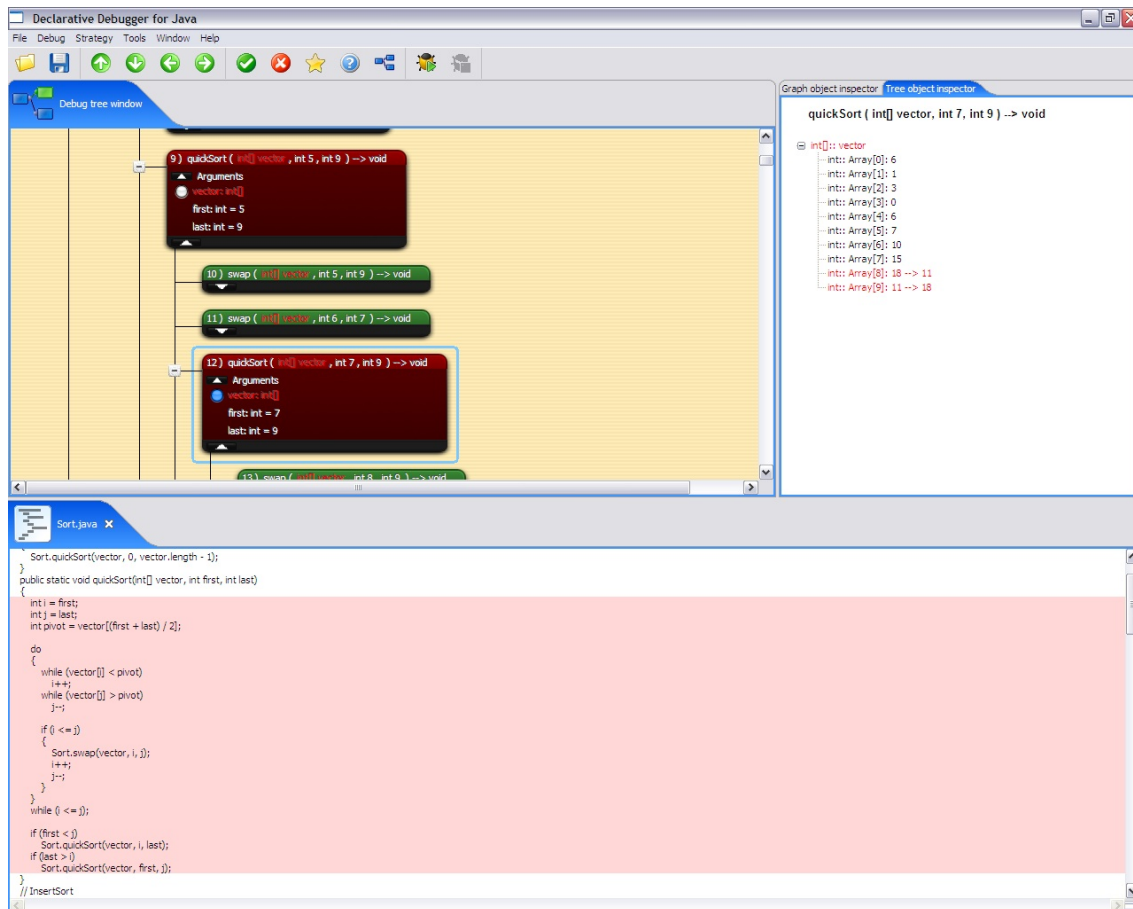 Declarative Debugger for Java
File Debug Strategy Tools Window Help
Debug tree window
9 ) quickSort ( int[] vector , int 5 , int 9 ) --> void
Arguments
vector: int[]
first: int = 5
last: int = 9
10 ) swap ( int[] vector , int 5 , int 9 ) --> void
11 ) swap ( int[] vector , int 6 , int 7 ) --> void
12 ) quickSort ( int[] vector , int 7 , int 9 ) --> void
Arguments
vector: int[]
first: int = 7
last: int = 9
13 ) swap ( int[] vector , int 8 , int 9 ) --> void
Graph object inspector Tree object inspector
quickSort ( int[] vector, int 7, int 9 ) --> void
int[]:: vector
int:: Array[0]: 6
int:: Array[1]: 1
int:: Array[2]: 3
int:: Array[3]: 0
int:: Array[4]: 6
int:: Array[5]: 7
int:: Array[6]: 10
int:: Array[7]: 15
int:: Array[8]: 18 --> 11
int:: Array[9]: 11 --> 18
Sort.java X
{
Sort.quickSort(vector, 0, vector.length - 1);
}
public static void quickSort(int[] vector, int first, int last)
{
int i = first;
int j = last;
int pivot = vector[(first + last) / 2];
do
{
while (vector[i] < pivot)
i++;
while (vector[j] > pivot)
j--;
if (i <= j)
{
Sort.swap(vector, i, j);
i++;
j--;
}
}
while (i <= j);
if (first < j)
Sort.quickSort(vector, i, last);
if (last > i)
Sort.quickSort(vector, first, j);
}
// InsertSort